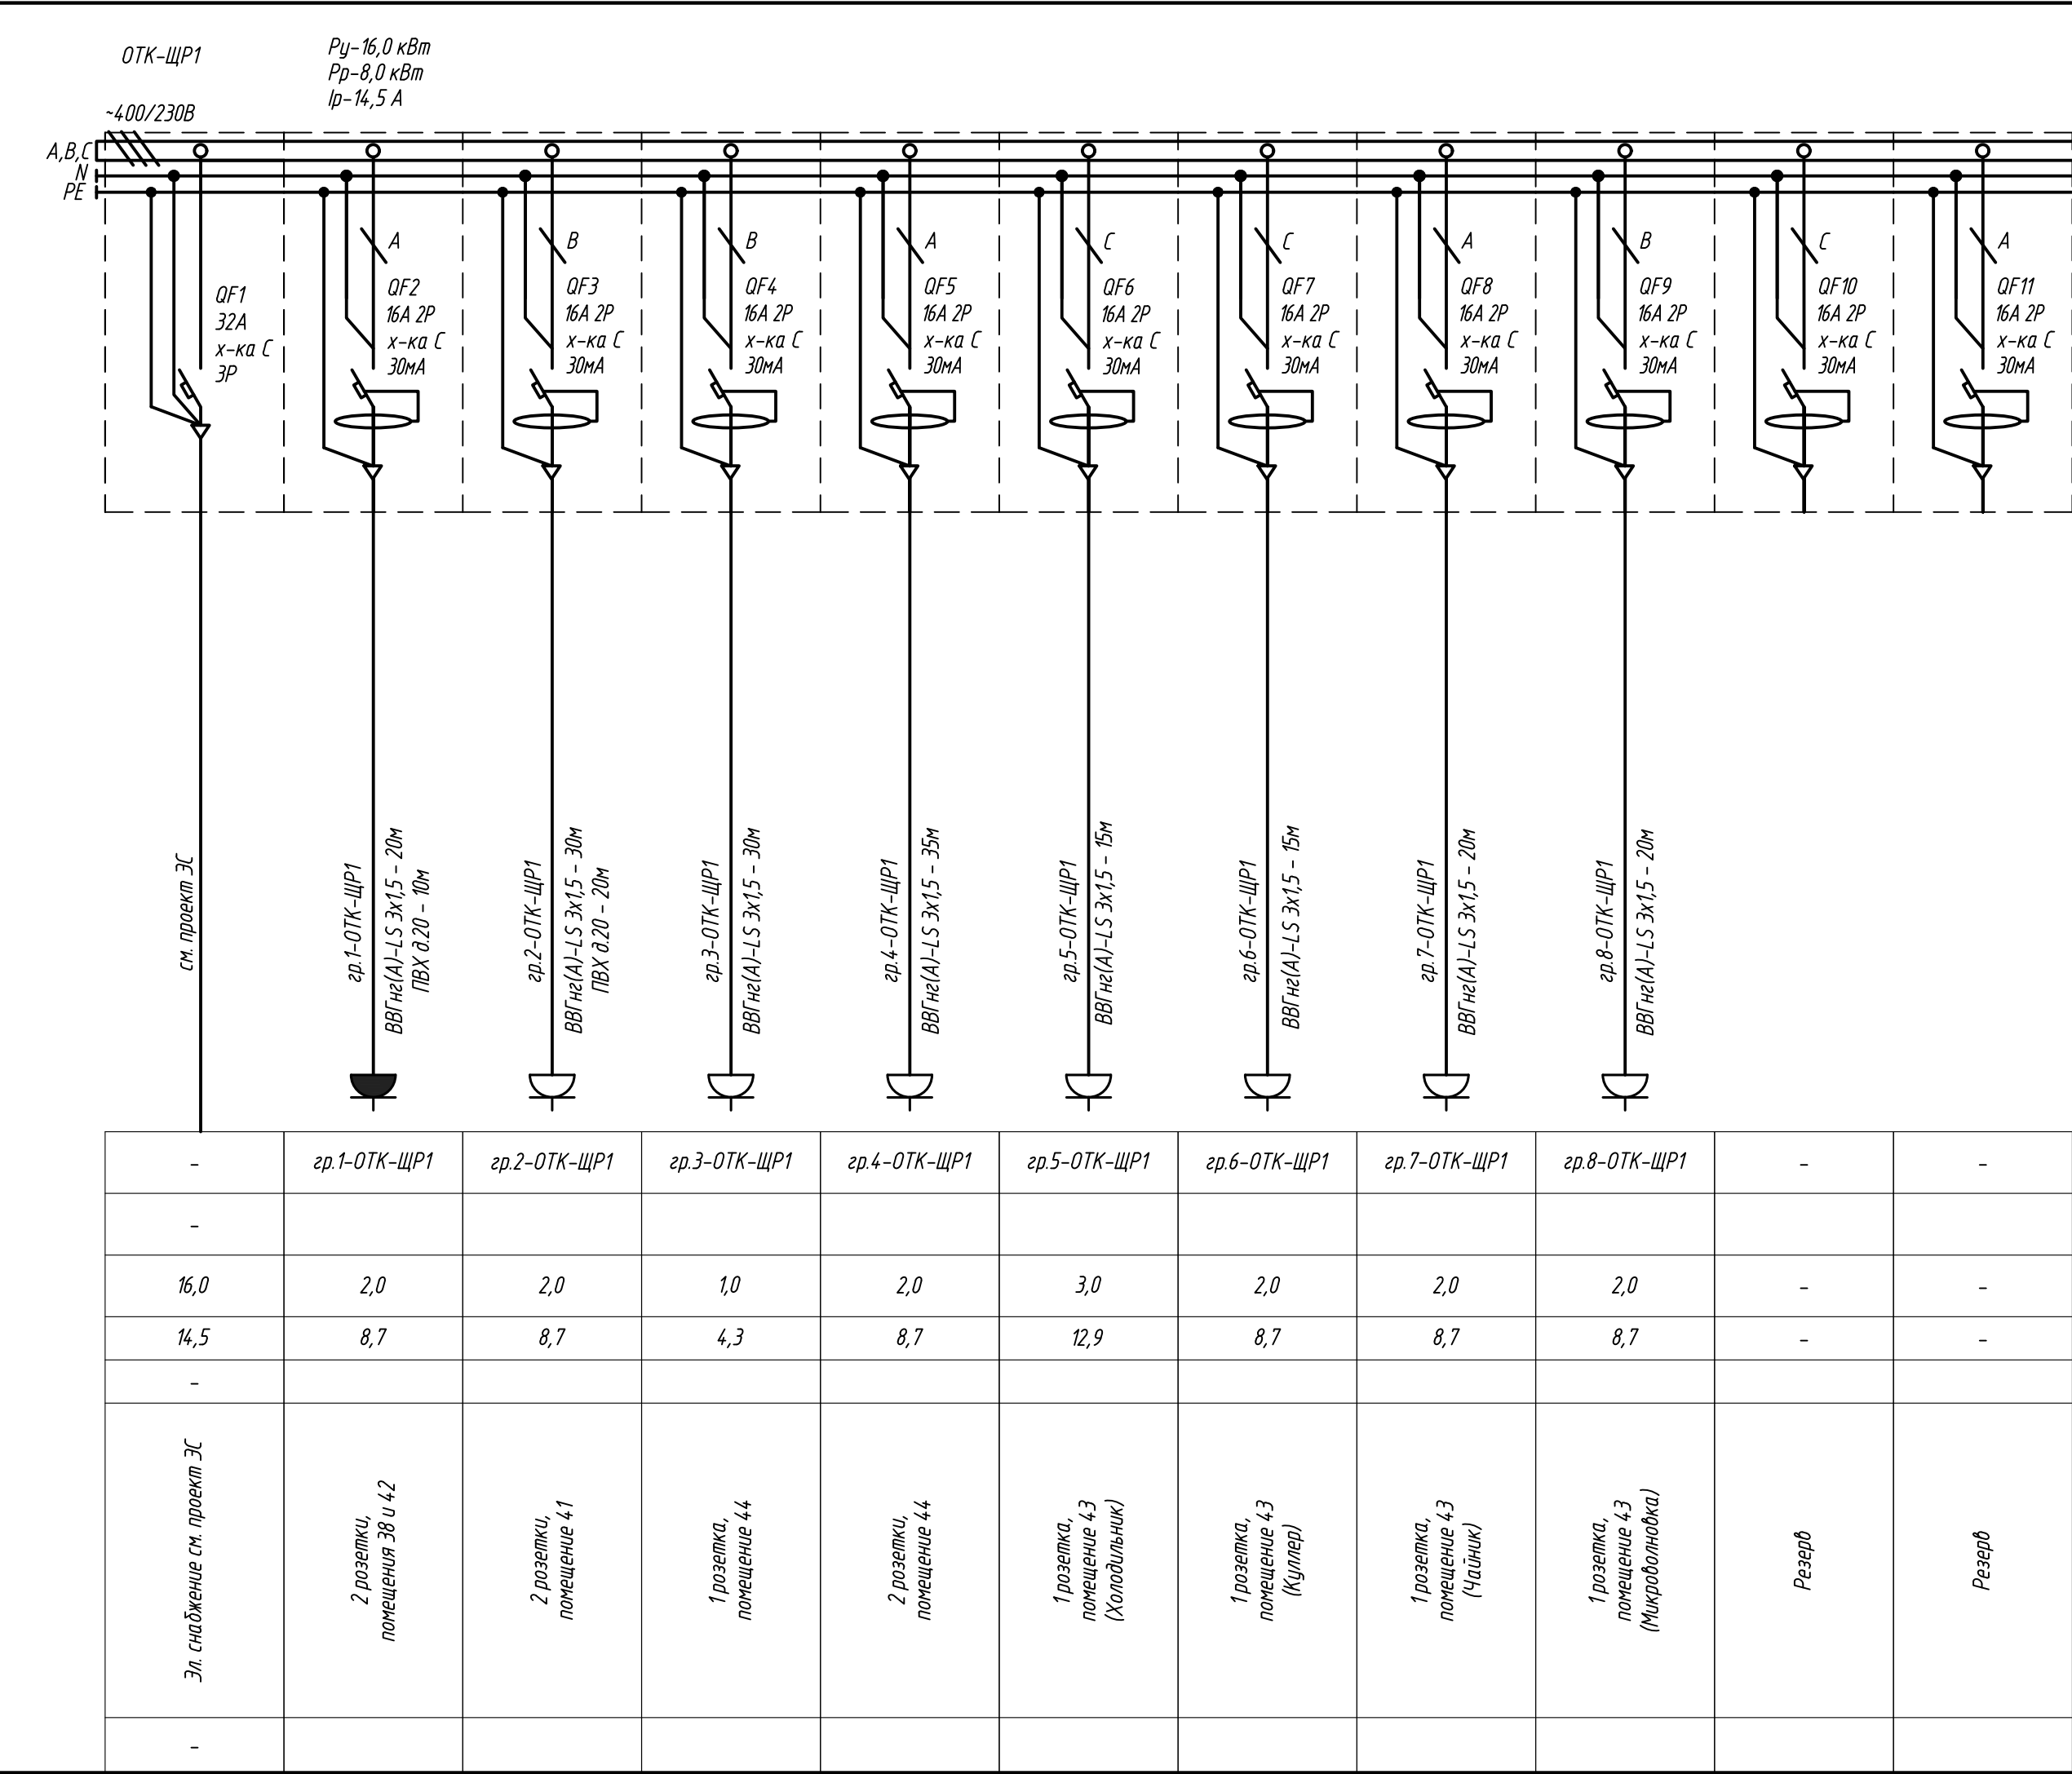 ОТК-ЩР1
Ру-16,0 кВт
Рр-8,0 кВт
Iр-14,5 А
~400/230В
А,В,С
N
PE
QF1
32А
х-ка С
3Р
А
QF2
16А 2Р
х-ка С
30мА
В
QF3
16А 2Р
х-ка С
30мА
В
QF4
16А 2Р
х-ка С
30мА
А
QF5
16А 2Р
х-ка С
30мА
С
QF6
16А 2Р
х-ка С
30мА
С
QF7
16А 2Р
х-ка С
30мА
А
QF8
16А 2Р
х-ка С
30мА
В
QF9
16А 2Р
х-ка С
30мА
С
QF10
16А 2Р
х-ка С
30мА
А
QF11
16А 2Р
х-ка С
30мА
см. проект ЭС
гр.1-ОТК-ЩР1
ВВГнг(А)-LS 3х1,5 - 20м
ПВХ д.20 - 10м
гр.2-ОТК-ЩР1
ВВГнг(А)-LS 3х1,5 - 30м
ПВХ д.20 - 20м
гр.3-ОТК-ЩР1
ВВГнг(А)-LS 3х1,5 - 30м
гр.4-ОТК-ЩР1
ВВГнг(А)-LS 3х1,5 - 35м
гр.5-ОТК-ЩР1
ВВГнг(А)-LS 3х1,5 - 15м
гр.6-ОТК-ЩР1
ВВГнг(А)-LS 3х1,5 - 15м
гр.7-ОТК-ЩР1
ВВГнг(А)-LS 3х1,5 - 20м
гр.8-ОТК-ЩР1
ВВГнг(А)-LS 3х1,5 - 20м
- гр.1-ОТК-ЩР1 гр.2-ОТК-ЩР1 гр.3-ОТК-ЩР1 гр.4-ОТК-ЩР1 гр.5-ОТК-ЩР1 гр.6-ОТК-ЩР1 гр.7-ОТК-ЩР1 гр.8-ОТК-ЩР1 - -
-
16,0 2,0 2,0 1,0 2,0 3,0 2,0 2,0 2,0 - -
14,5 8,7 8,7 4,3 8,7 12,9 8,7 8,7 8,7 - -
-
Эл. снабжение см. проект ЭС
2 розетки,
помещения 38 и 42
2 розетки,
помещение 41
1 розетка,
помещение 44
2 розетки,
помещение 44
1 розетка,
помещение 43
(Холодильник)
1 розетка,
помещение 43
(Куллер)
1 розетка,
помещение 43
(Чайник)
1 розетка,
помещение 43
(Микроволновка)
Резерв
Резерв
-